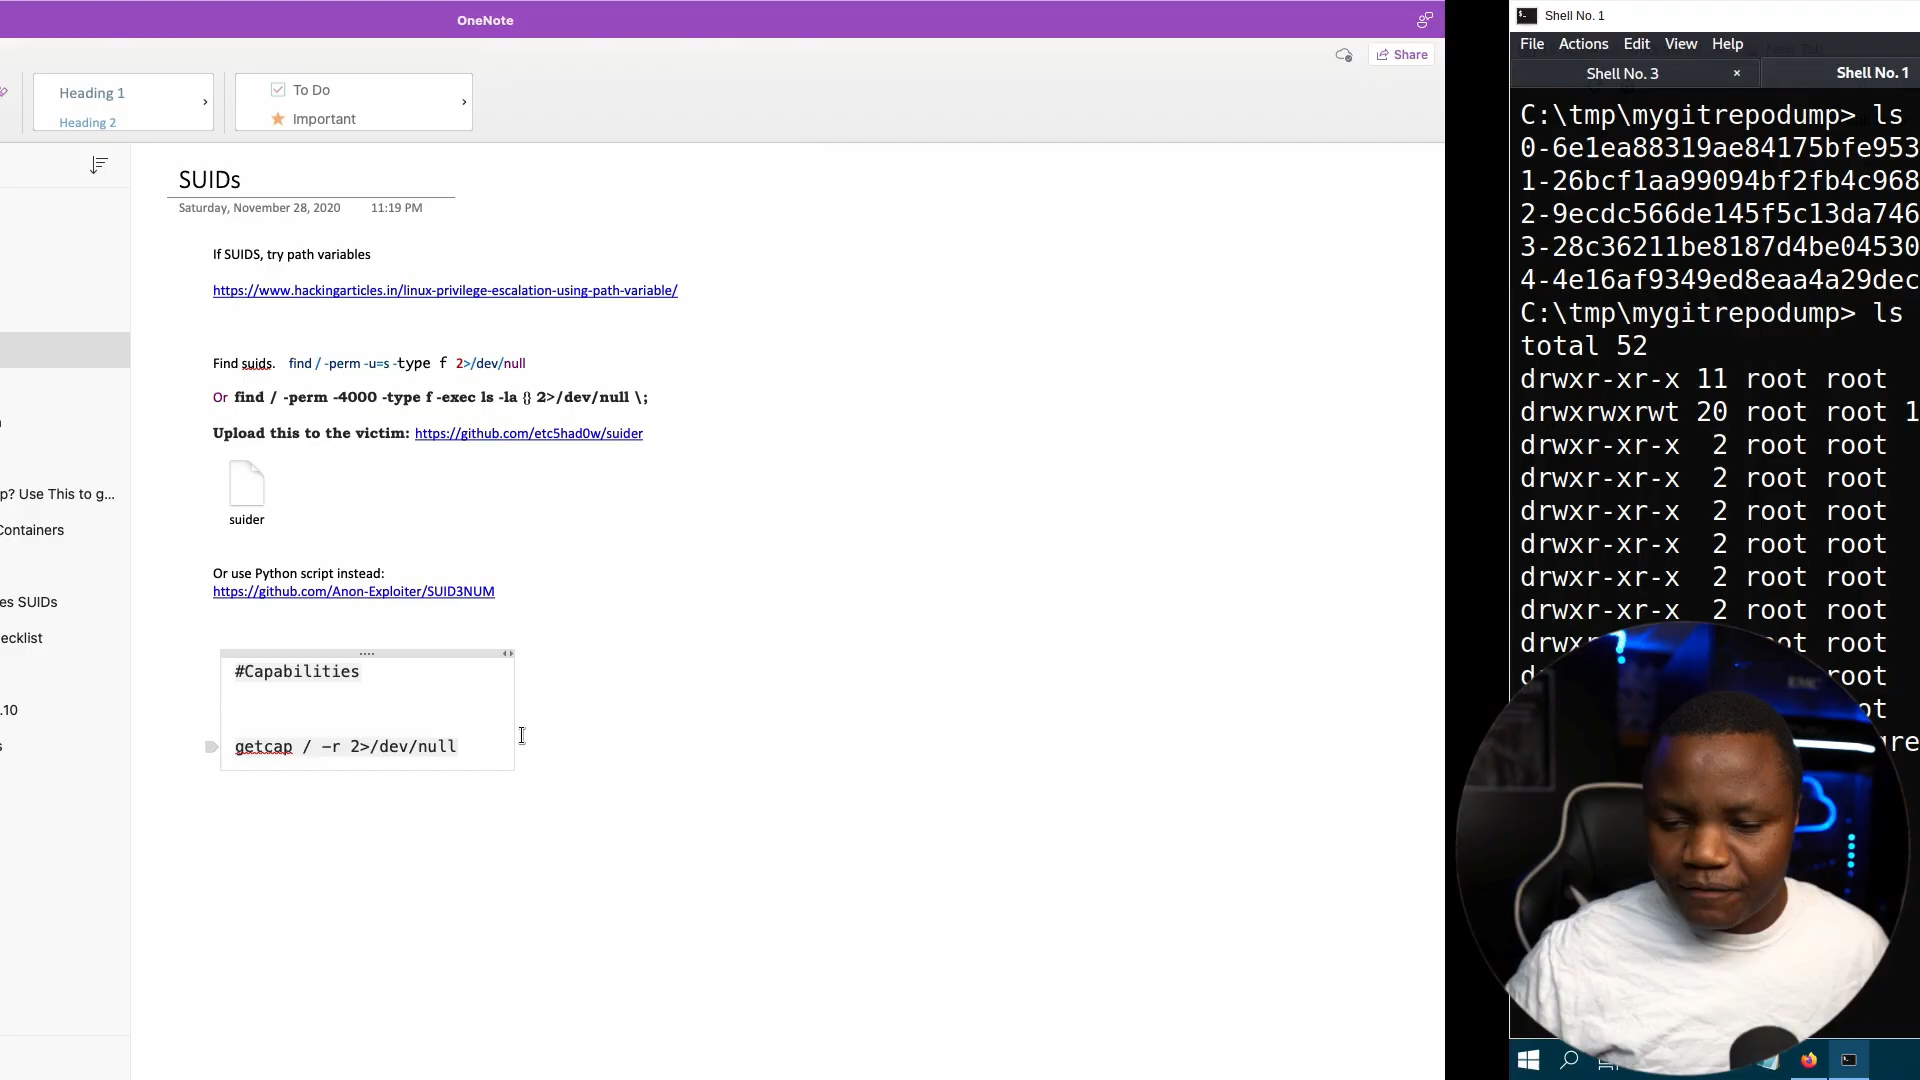 OneNote
Share
Heading 1
Heading 2
To Do
Important
SUIDs
Saturday, November 28, 2020 11:19 PM
If SUIDS, try path variables
https://www.hackingarticles.in/linux-privilege-escalation-using-path-variable/
Find suids. find / -perm -u=s -type f 2>/dev/null
Or find / -perm -4000 -type f -exec ls -la {} 2>/dev/null \;
Upload this to the victim: https://github.com/etc5had0w/suider
suider
Or use Python script instead:
https://github.com/Anon-Exploiter/SUID3NUM
#Capabilities
getcap / -r 2>/dev/null
p? Use This to g...
Containers
es SUIDs
ecklist
.10
Shell No. 1
File Actions Edit View Help
Shell No. 3 × Shell No. 1
C:\tmp\mygitrepodump> ls
0-6e1ea88319ae84175bfe953
1-26bcf1aa99094bf2fb4c968
2-9ecdc566de145f5c13da746
3-28c36211be8187d4be04530
4-4e16af9349ed8eaa4a29dec
C:\tmp\mygitrepodump> ls
total 52
drwxr-xr-x 11 root root
drwxrwxrwt 20 root root 1
drwxr-xr-x 2 root root
drwxr-xr-x 2 root root
drwxr-xr-x 2 root root
drwxr-xr-x 2 root root
drwxr-xr-x 2 root root
drwxr-xr-x 2 root root
drwx ot root
d root
ot
gre